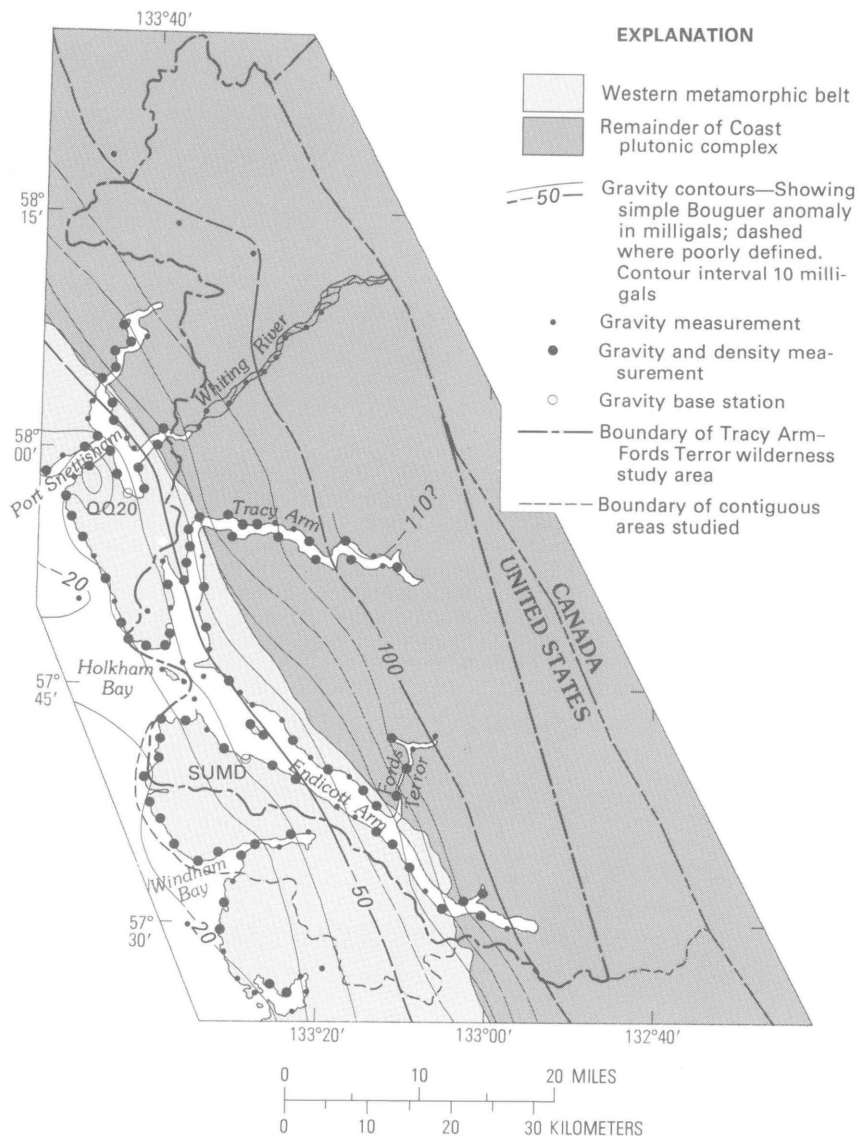 133°40'
EXPLANATION
Western metamorphic belt
Remainder of Coast
plutonic complex
50
Gravity contours—Showing
simple Bouguer anomaly
in milligals; dashed
where poorly defined.
Contour interval 10 milli-
gals
Gravity measurement
Gravity and density mea-
surement
Gravity base station
Boundary of Tracy Arm–
Fords Terror wilderness
study area
Boundary of contiguous
areas studied
58°
15'
Whiting River
58°
00'
Port Snettisham
QQ20
Tracy Arm
110?
20
CANADA
UNITED STATES
100
Holkham
Bay
57°
45'
SUMD
Endicott Arm
Fords
Terror
Windham
Bay
50
57°
30'
20
133°20'
133°00'
132°40'
0 10 20 MILES
0 10 20 30 KILOMETERS